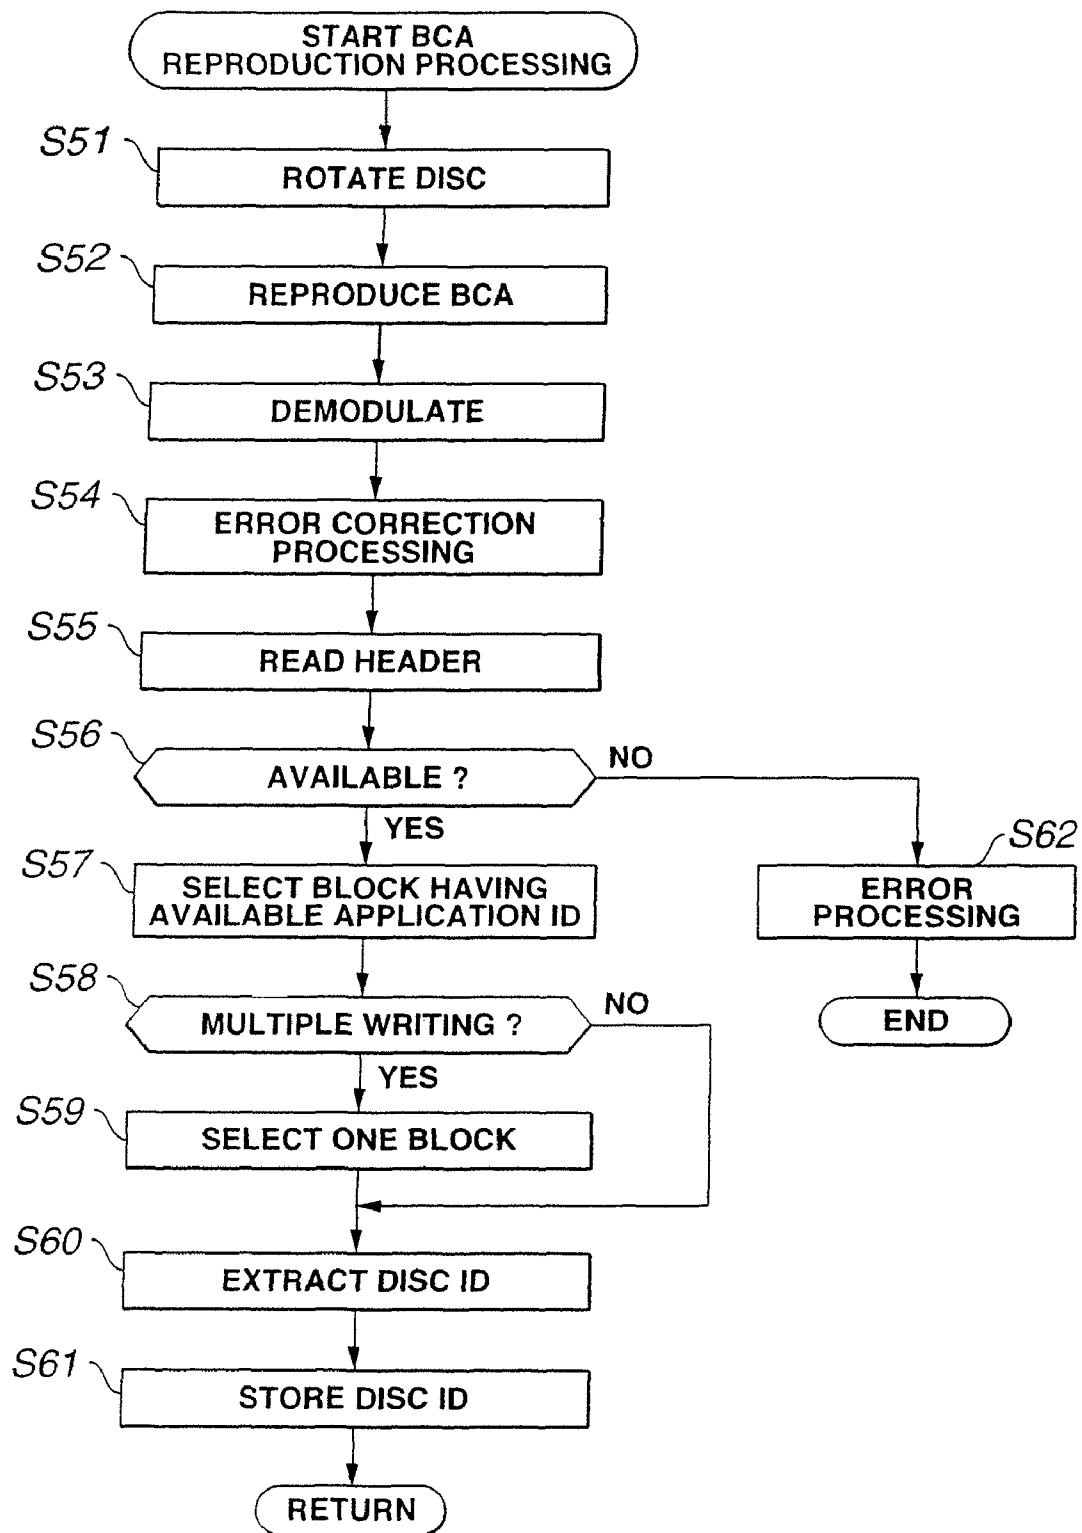 START BCA
REPRODUCTION PROCESSING
S51
ROTATE DISC
S52
REPRODUCE BCA
S53
DEMODULATE
S54
ERROR CORRECTION
PROCESSING
S55
READ HEADER
S56
AVAILABLE ?
NO
YES
S57
SELECT BLOCK HAVING
AVAILABLE APPLICATION ID
S62
ERROR
PROCESSING
END
S58
MULTIPLE WRITING ?
NO
YES
S59
SELECT ONE BLOCK
S60
EXTRACT DISC ID
S61
STORE DISC ID
RETURN